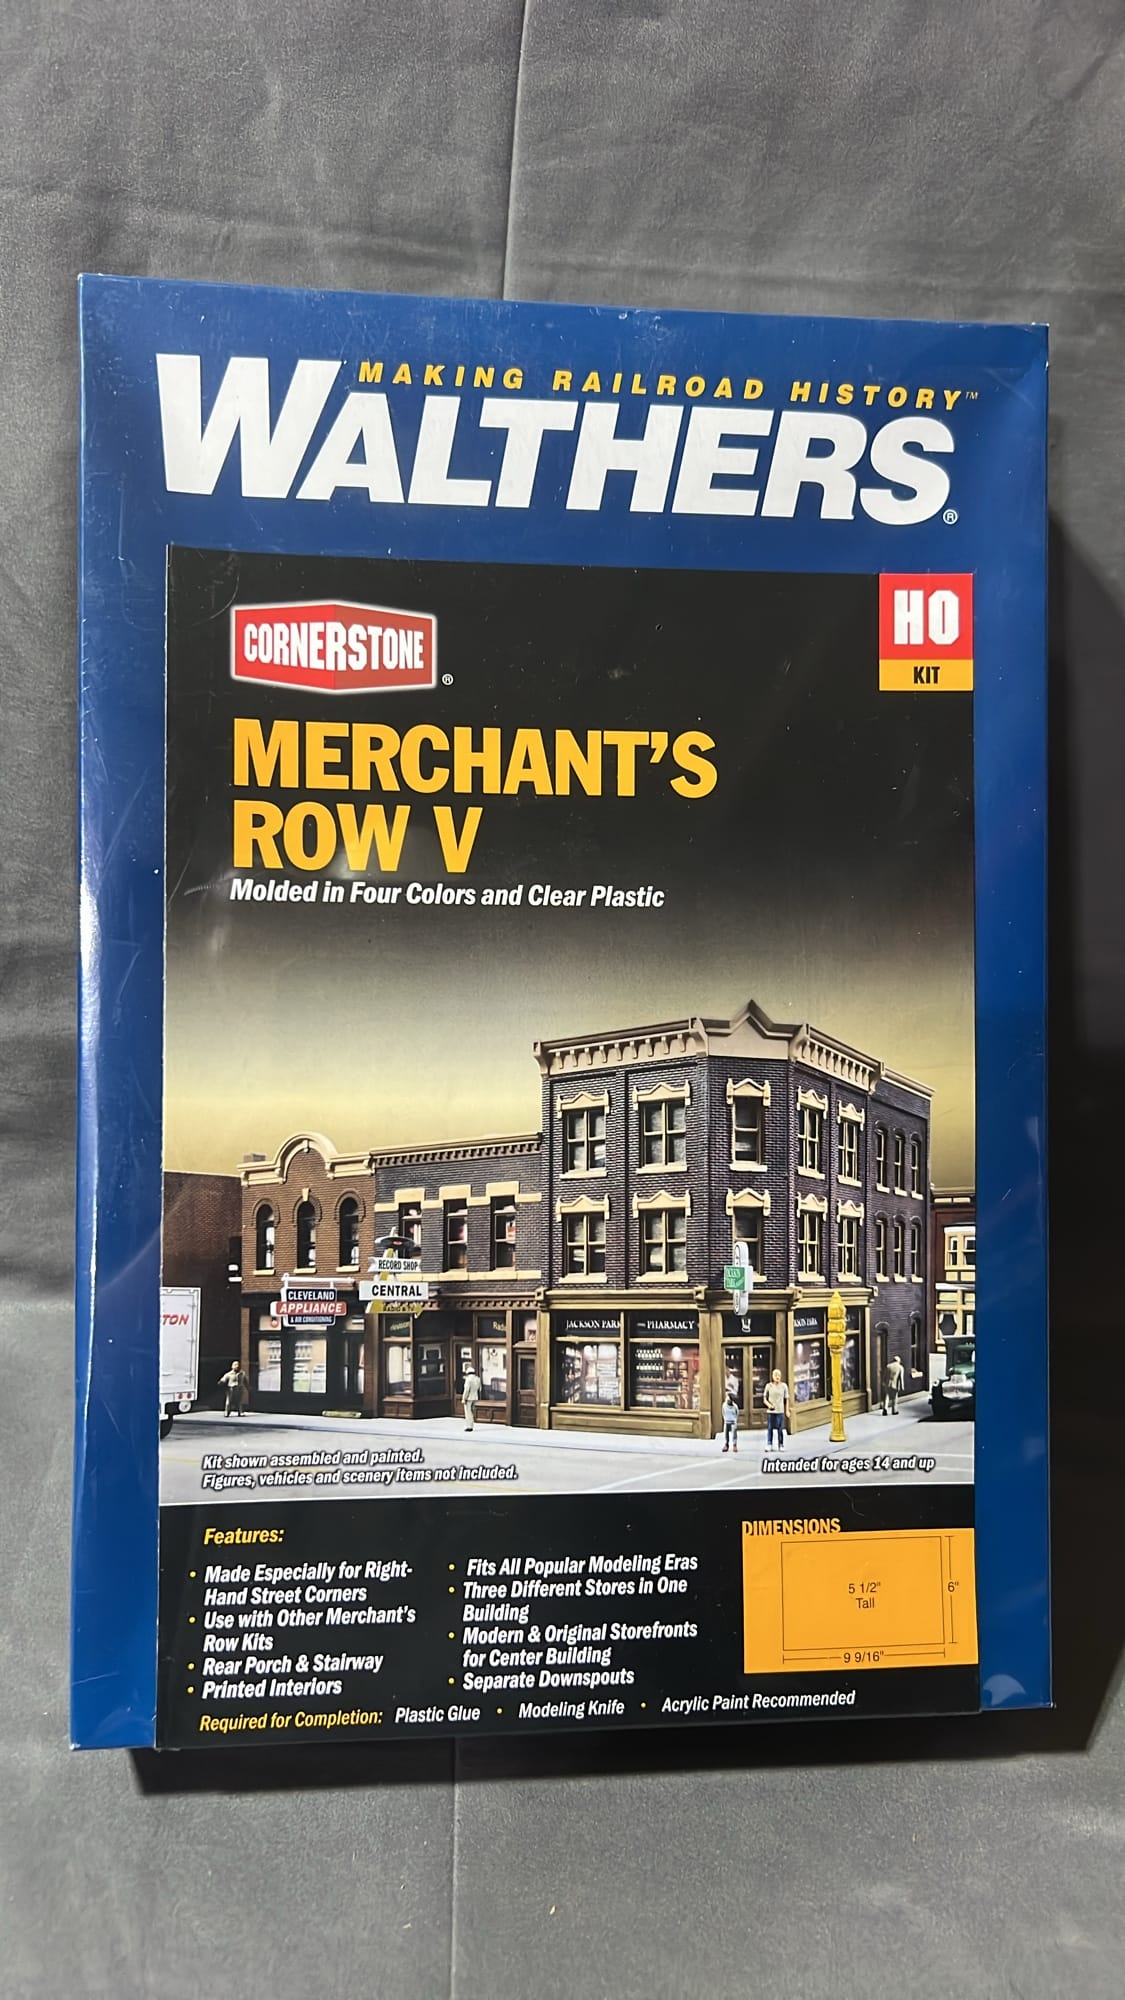 MAKING RAILROAD HISTORY™
WALTHERS®
HO
KIT
CORNERSTONE®
MERCHANT'S
ROW V
Molded in Four Colors and Clear Plastic
RECORD SHOP
CENTRAL
CLEVELAND
APPLIANCE
& AIR CONDITIONING
TON
JACKSON PARK
PHARMACY
Kit shown assembled and painted.
Figures, vehicles and scenery items not included.
Intended for ages 14 and up
Features:
• Made Especially for Right-
Hand Street Corners
• Use with Other Merchant's
Row Kits
• Rear Porch & Stairway
• Printed Interiors
• Fits All Popular Modeling Eras
• Three Different Stores in One
Building
• Modern & Original Storefronts
for Center Building
• Separate Downspouts
DIMENSIONS
5 1/2"
Tall
6"
9 9/16"
Required for Completion: Plastic Glue • Modeling Knife • Acrylic Paint Recommended